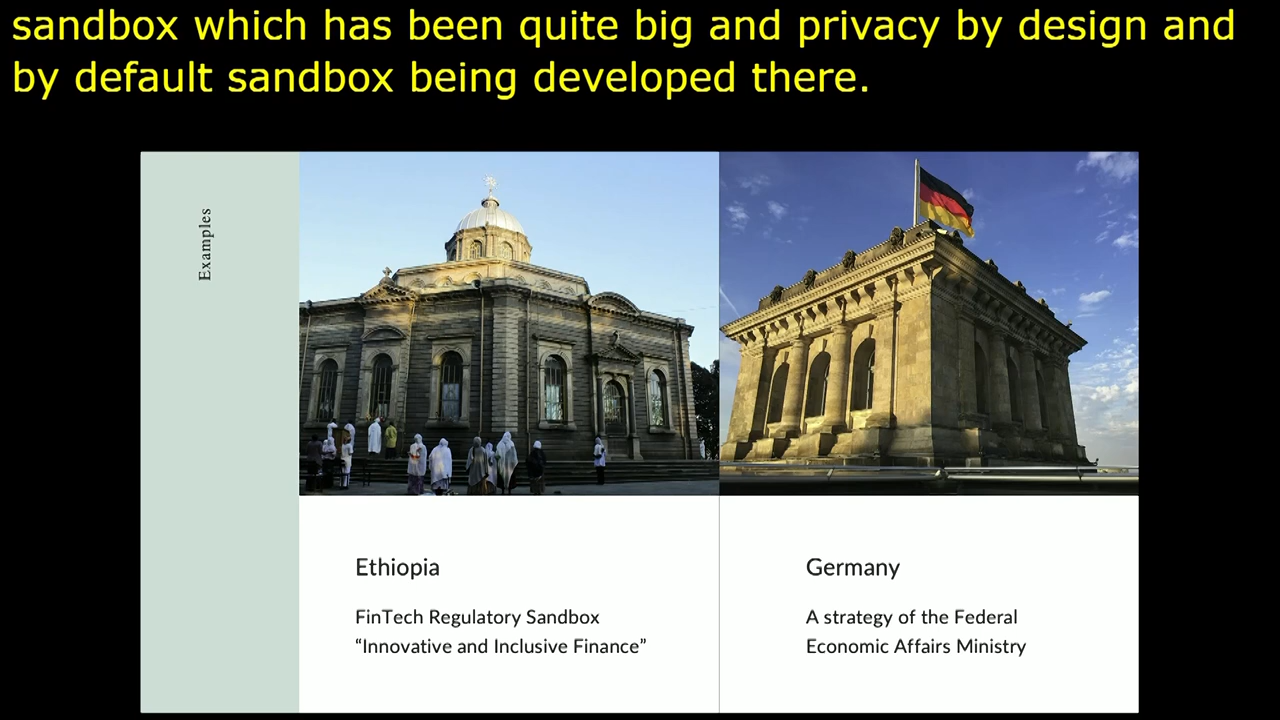 sandbox which has been quite big and privacy by design and
by default sandbox being developed there.
Examples
Ethiopia
FinTech Regulatory Sandbox
“Innovative and Inclusive Finance”
Germany
A strategy of the Federal
Economic Affairs Ministry